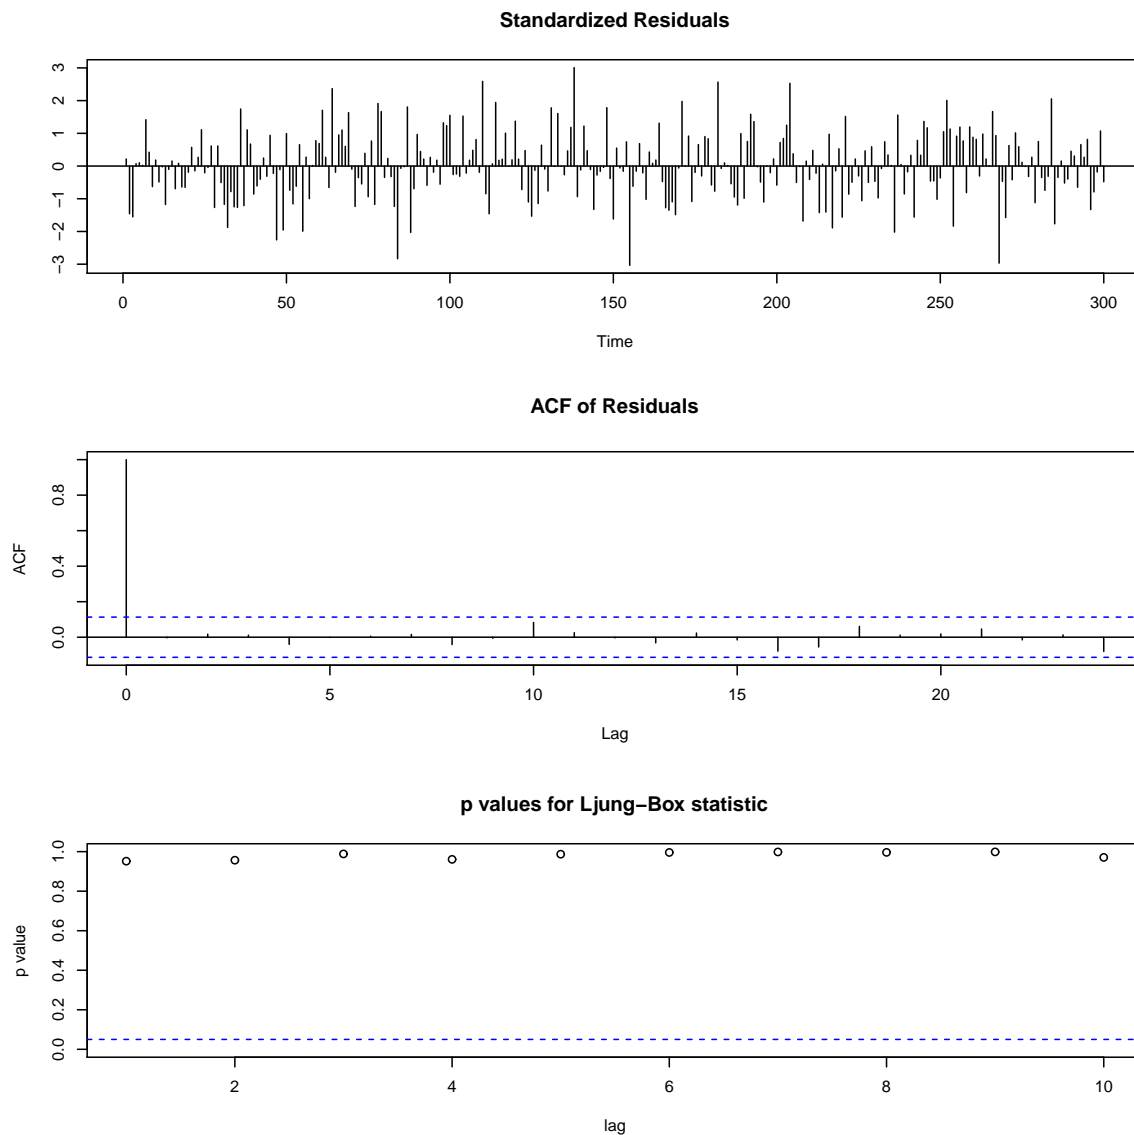 Standardized Residuals
3
2
1
0
−1
−2
−3
0 50 100 150 200 250 300
Time
ACF of Residuals
ACF
0.8
0.4
0.0
0 5 10 15 20
Lag
p values for Ljung−Box statistic
p value
1.0
0.8
0.6
0.4
0.2
0.0
2 4 6 8 10
lag